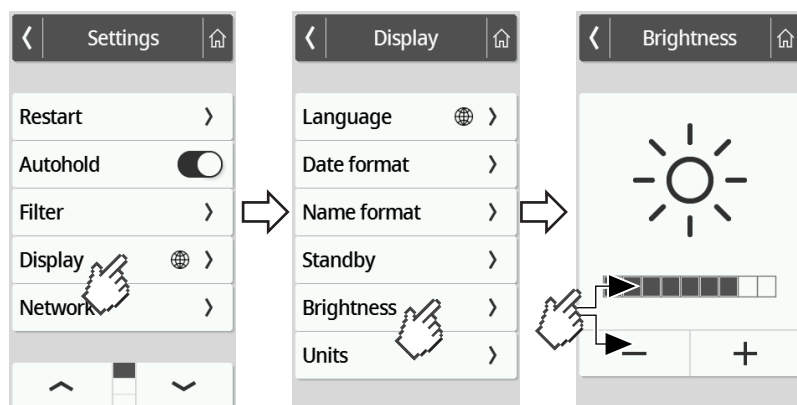 Settings
Restart
Autohold
Filter
Display
Network
Display
Language
Date format
Name format
Standby
Brightness
Units
Brightness